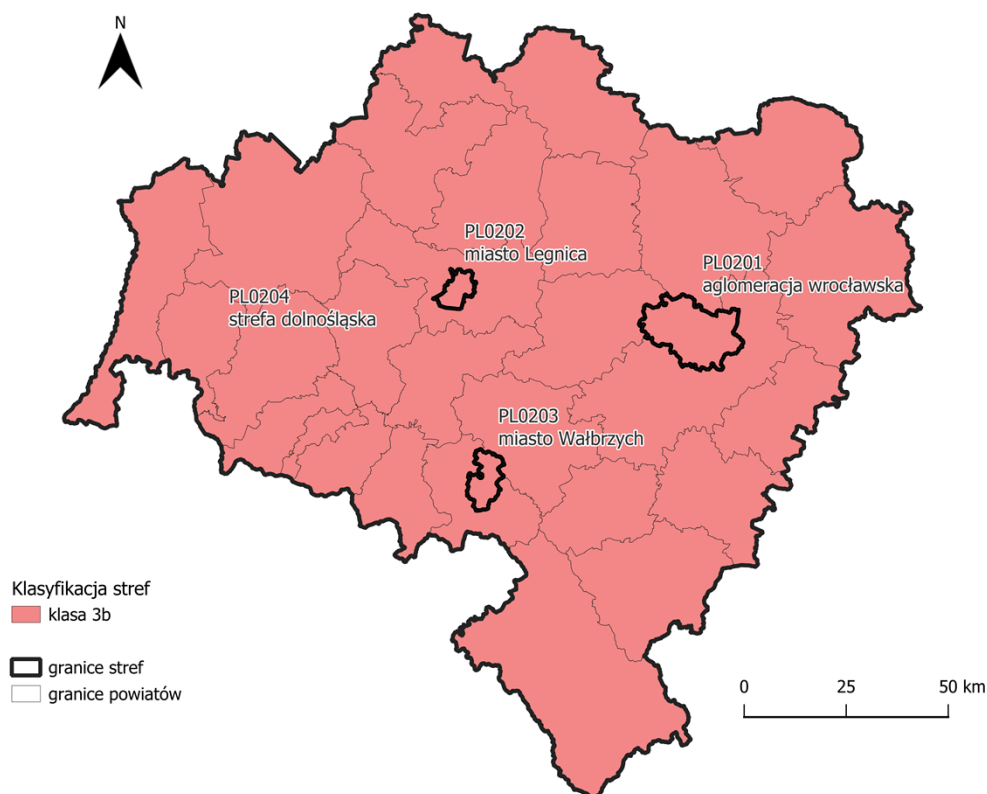 N
PL0202
miasto Legnica
PL0201
aglomeracja wrocławska
PL0204
strefa dolnośląska
PL0203
miasto Wałbrzych
Klasyfikacja stref
klasa 3b
granice stref
granice powiatów
0 25 50 km